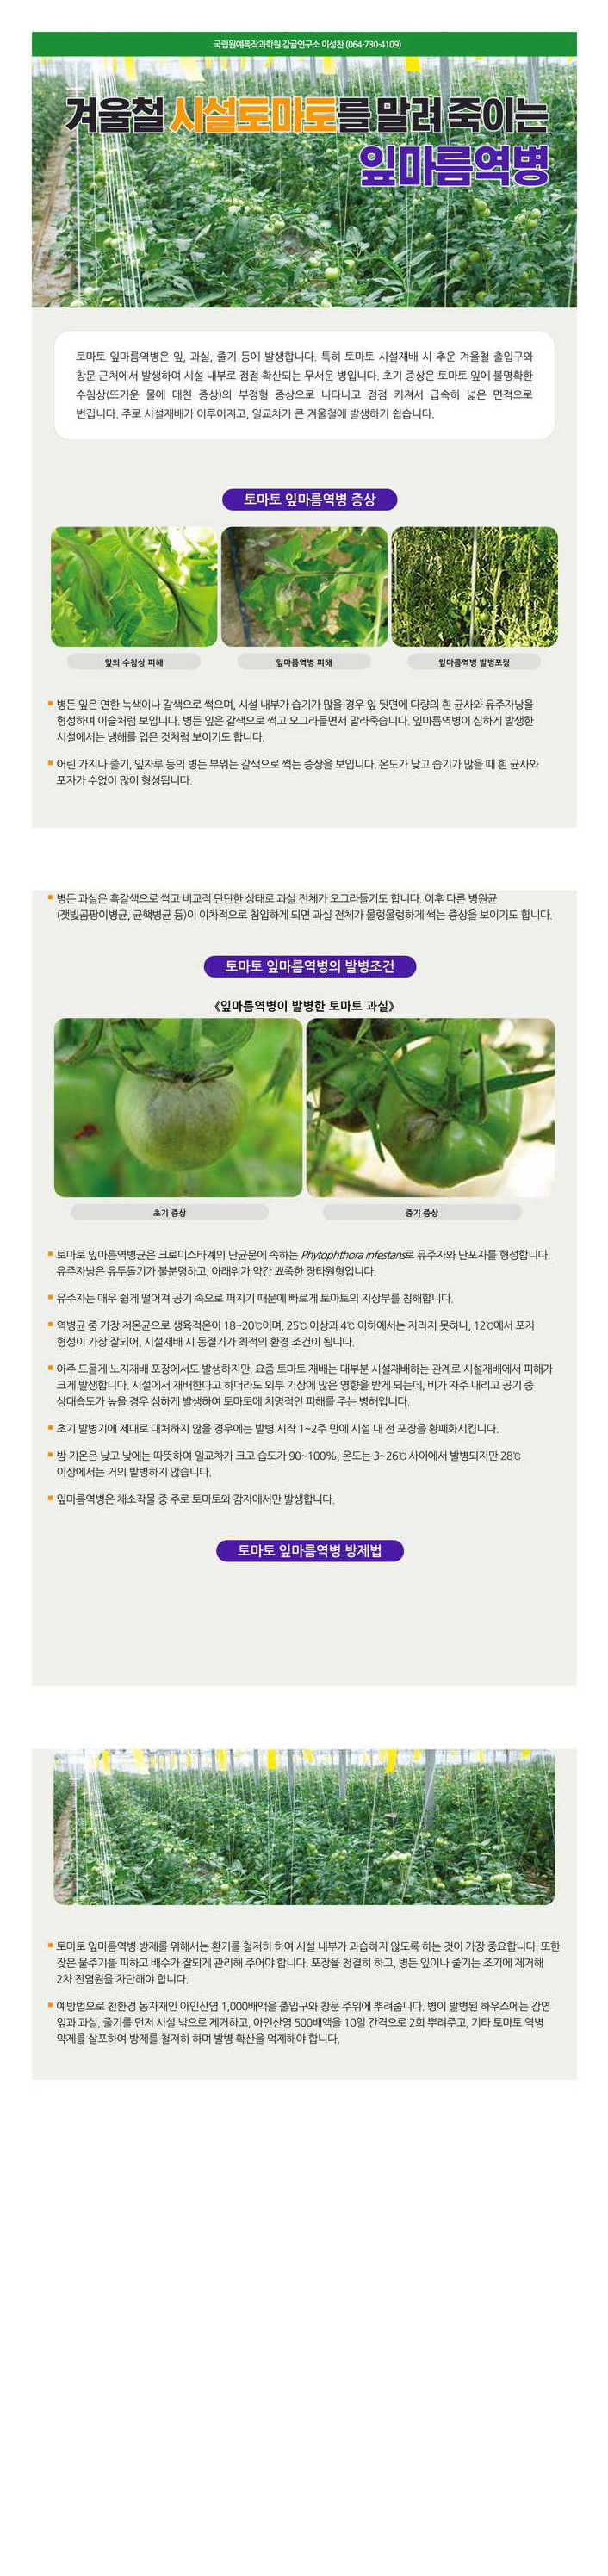 국립원예특작과학원 감귤연구소 이성찬 (064-730-4109)
겨울철 시설토마토를 말려 죽이는
잎마름역병
토마토 잎마름역병은 잎, 과실, 줄기 등에 발생합니다. 특히 토마토 시설재배 시 추운 겨울철 출입구와
창문 근처에서 발생하여 시설 내부로 점점 확산되는 무서운 병입니다. 초기 증상은 토마토 잎에 불명확한
수침상(뜨거운 물에 데친 증상)의 부정형 증상으로 나타나고 점점 커져서 급속히 넓은 면적으로
번집니다. 주로 시설재배가 이루어지고, 일교차가 큰 겨울철에 발생하기 쉽습니다.
토마토 잎마름역병 증상
잎의 수침상 피해
잎마름역병 피해
잎마름역병 발병포장
병든 잎은 연한 녹색이나 갈색으로 썩으며, 시설 내부가 습기가 많을 경우 잎 뒷면에 다량의 흰 균사와 유주자낭을
형성하여 이슬처럼 보입니다. 병든 잎은 갈색으로 썩고 오그라들면서 말라죽습니다. 잎마름역병이 심하게 발생한
시설에서는 냉해를 입은 것처럼 보이기도 합니다.
어린 가지나 줄기, 잎자루 등의 병든 부위는 갈색으로 썩는 증상을 보입니다. 온도가 낮고 습기가 많을 때 흰 균사와
포자가 수없이 많이 형성됩니다.
병든 과실은 흑갈색으로 썩고 비교적 단단한 상태로 과실 전체가 오그라들기도 합니다. 이후 다른 병원균
(잿빛곰팡이병균, 균핵병균 등)이 이차적으로 침입하게 되면 과실 전체가 물렁물렁하게 썩는 증상을 보이기도 합니다.
토마토 잎마름역병의 발병조건
《잎마름역병이 발병한 토마토 과실》
초기 증상
중기 증상
토마토 잎마름역병균은 크로미스타계의 난균문에 속하는 Phytophthora infestans로 유주자와 난포자를 형성합니다.
유주자낭은 유두돌기가 불분명하고, 아래위가 약간 뾰족한 장타원형입니다.
유주자는 매우 쉽게 떨어져 공기 속으로 퍼지기 때문에 빠르게 토마토의 지상부를 침해합니다.
역병균 중 가장 저온균으로 생육적온이 18~20℃이며, 25℃ 이상과 4℃ 이하에서는 자라지 못하나, 12℃에서 포자
형성이 가장 잘되어, 시설재배 시 동절기가 최적의 환경 조건이 됩니다.
아주 드물게 노지재배 포장에서도 발생하지만, 요즘 토마토 재배는 대부분 시설재배하는 관계로 시설재배에서 피해가
크게 발생합니다. 시설에서 재배한다고 하더라도 외부 기상에 많은 영향을 받게 되는데, 비가 자주 내리고 공기 중
상대습도가 높을 경우 심하게 발생하여 토마토에 치명적인 피해를 주는 병해입니다.
초기 발병기에 제대로 대처하지 않을 경우에는 발병 시작 1~2주 만에 시설 내 전 포장을 황폐화시킵니다.
밤 기온은 낮고 낮에는 따뜻하여 일교차가 크고 습도가 90~100%, 온도는 3~26℃ 사이에서 발병되지만 28℃
이상에서는 거의 발병하지 않습니다.
잎마름역병은 채소작물 중 주로 토마토와 감자에서만 발생합니다.
토마토 잎마름역병 방제법
토마토 잎마름역병 방제를 위해서는 환기를 철저히 하여 시설 내부가 과습하지 않도록 하는 것이 가장 중요합니다. 또한
잦은 물주기를 피하고 배수가 잘되게 관리해 주어야 합니다. 포장을 청결히 하고, 병든 잎이나 줄기는 조기에 제거해
2차 전염원을 차단해야 합니다.
예방법으로 친환경 농자재인 아인산염 1,000배액을 출입구와 창문 주위에 뿌려줍니다. 병이 발병된 하우스에는 감염
잎과 과실, 줄기를 먼저 시설 밖으로 제거하고, 아인산염 500배액을 10일 간격으로 2회 뿌려주고, 기타 토마토 역병
약제를 살포하여 방제를 철저히 하며 발병 확산을 억제해야 합니다.